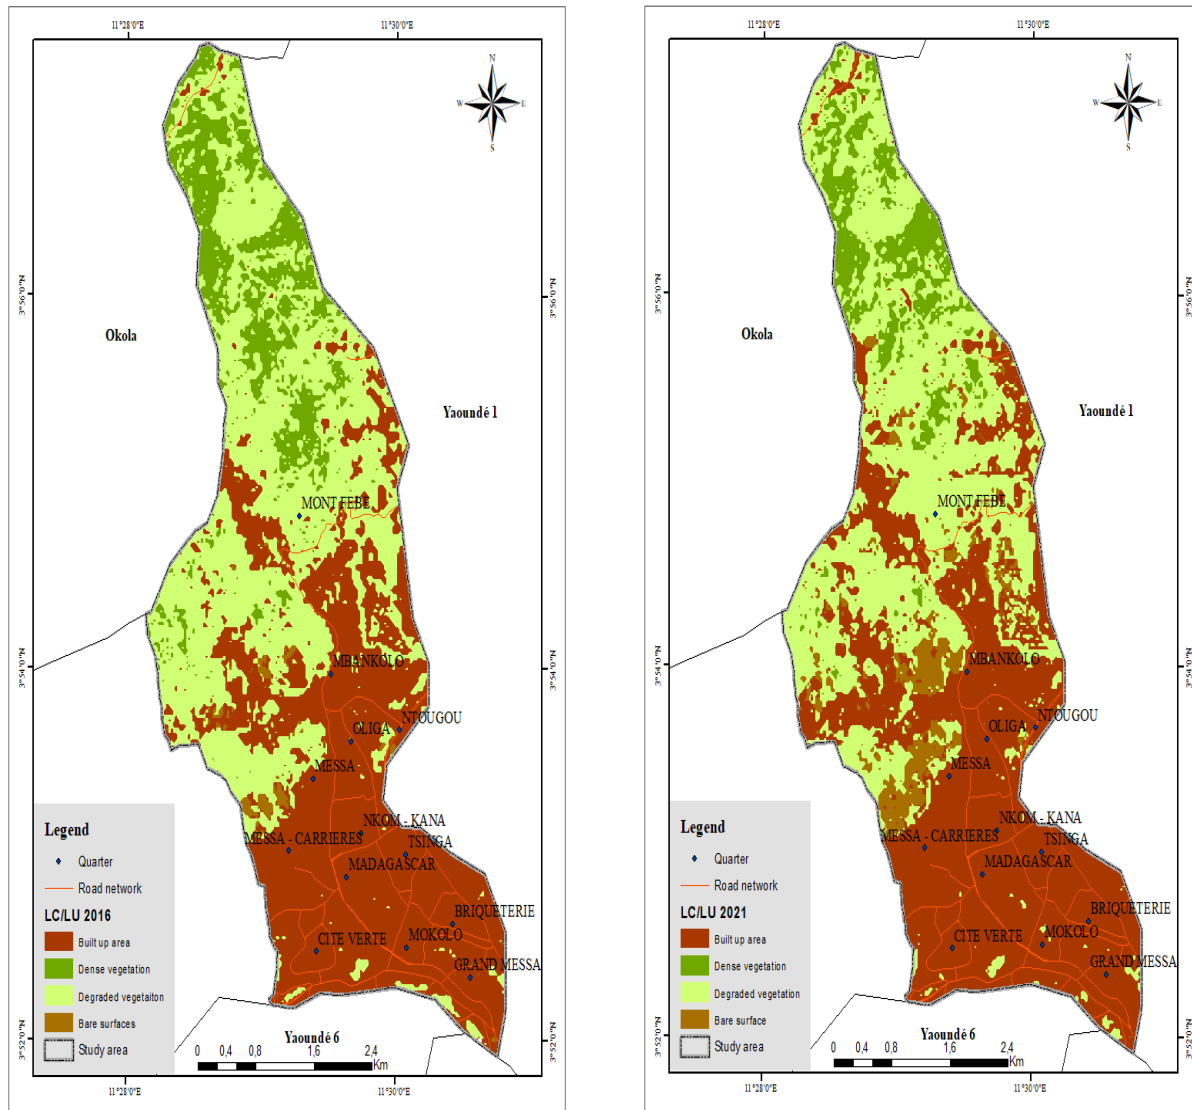 11°28'0"E
11°30'0"E
N
W
E
S
3°56'0"N
3°56'0"N
Okola
Yaoundé 1
MONT FEBE
MBANKOLO
3°54'0"N
3°54'0"N
NTOUGOU
OLIGA
MESSA
NKOM - KANA
MESSA - CARRIERES
TSINGA
MADAGASCAR
BRIQUETERIE
CITE VERTE
MOKOLO
GRAND MESSA
Legend
Quarter
Road network
LC/LU 2016
Built up area
Dense vegetation
Degraded vegetaiton
Bare surfaces
Study area
Yaoundé 6
0 0,4 0,8 1,6 2,4
Km
3°52'0"N
3°52'0"N
11°28'0"E
11°30'0"E
11°28'0"E
11°30'0"E
N
W
E
S
3°56'0"N
3°56'0"N
Okola
Yaoundé 1
MONT FEBE
MBANKOLO
3°54'0"N
3°54'0"N
NTOUGOU
OLIGA
MESSA
NKOM - KANA
MESSA - CARRIERES
TSINGA
MADAGASCAR
BRIQUETERIE
CITE VERTE
MOKOLO
GRAND MESSA
Legend
Quarter
Road network
LC/LU 2021
Built up area
Dense vegetation
Degraded vegetation
Bare surface
Study area
Yaoundé 6
0 0,4 0,8 1,6 2,4
Km
3°52'0"N
3°52'0"N
11°28'0"E
11°30'0"E